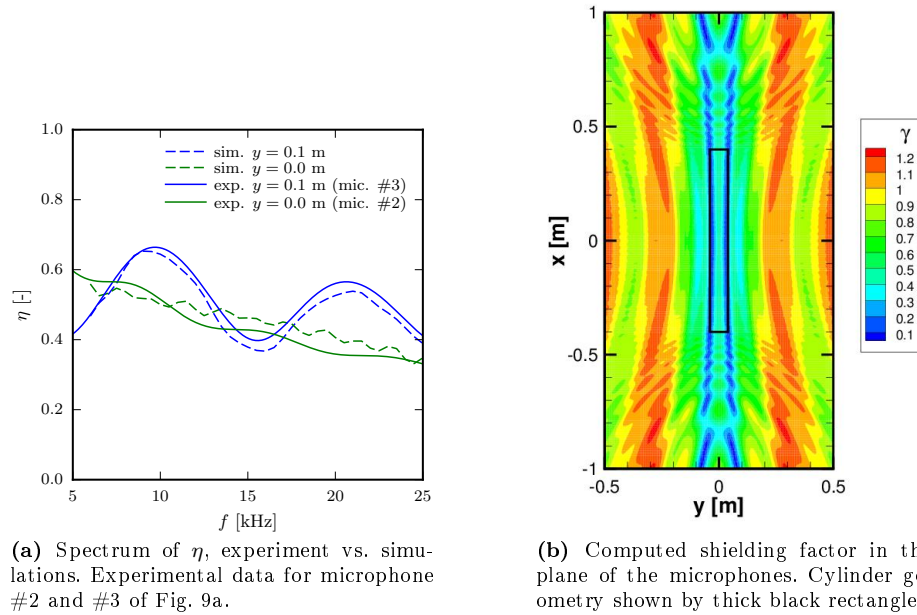 1.0
0.8
0.6
0.4
0.2
0.0
η [-]
5 10 15 20 25
f [kHz]
sim. y = 0.1 m
sim. y = 0.0 m
exp. y = 0.1 m (mic. #3)
exp. y = 0.0 m (mic. #2)
(a) Spectrum of η, experiment vs. simu-
lations. Experimental data for microphone
#2 and #3 of Fig. 9a.
1
0.5
0
-0.5
-1
x [m]
-0.5 0 0.5
y [m]
γ
1.2
1.1
1
0.9
0.8
0.7
0.6
0.5
0.4
0.3
0.2
0.1
(b) Computed shielding factor in th
plane of the microphones. Cylinder ge
ometry shown by thick black rectangle